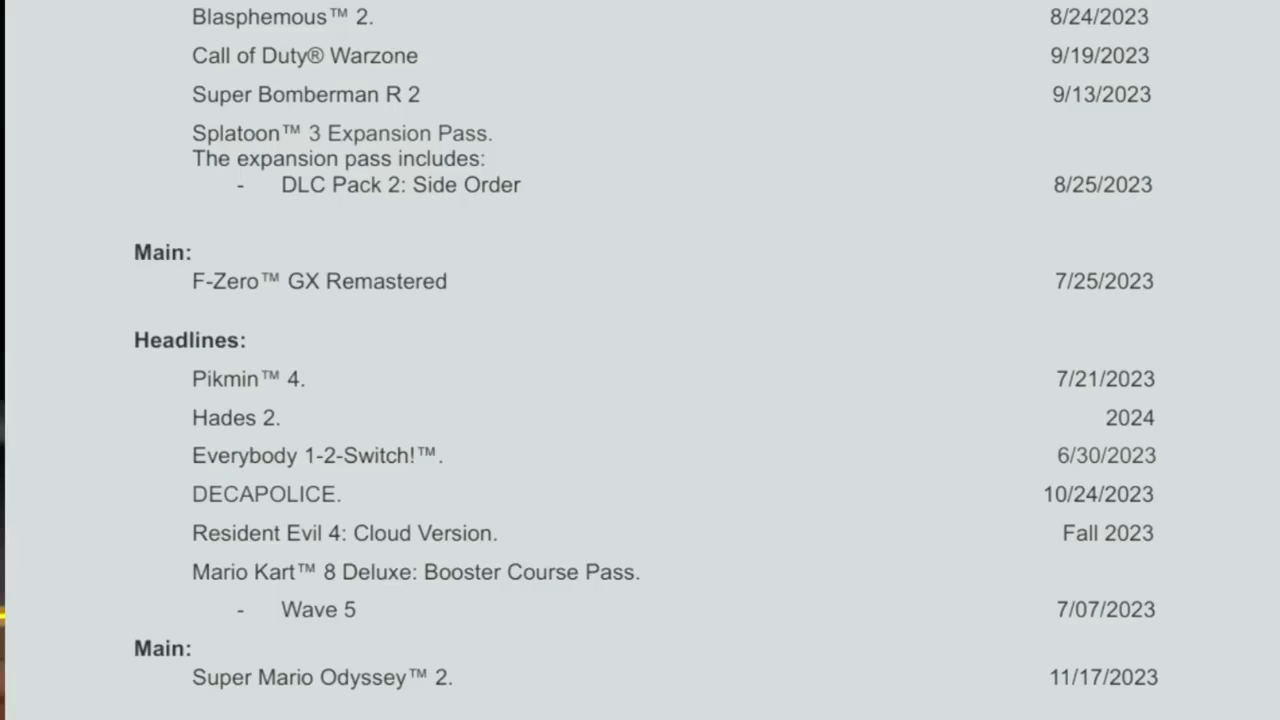 Blasphemous™ 2. 8/24/2023
Call of Duty® Warzone 9/19/2023
Super Bomberman R 2 9/13/2023
Splatoon™ 3 Expansion Pass.
The expansion pass includes:
- DLC Pack 2: Side Order 8/25/2023
Main:
F-Zero™ GX Remastered 7/25/2023
Headlines:
Pikmin™ 4. 7/21/2023
Hades 2. 2024
Everybody 1-2-Switch!™. 6/30/2023
DECAPOLICE. 10/24/2023
Resident Evil 4: Cloud Version. Fall 2023
Mario Kart™ 8 Deluxe: Booster Course Pass.
- Wave 5 7/07/2023
Main:
Super Mario Odyssey™ 2. 11/17/2023